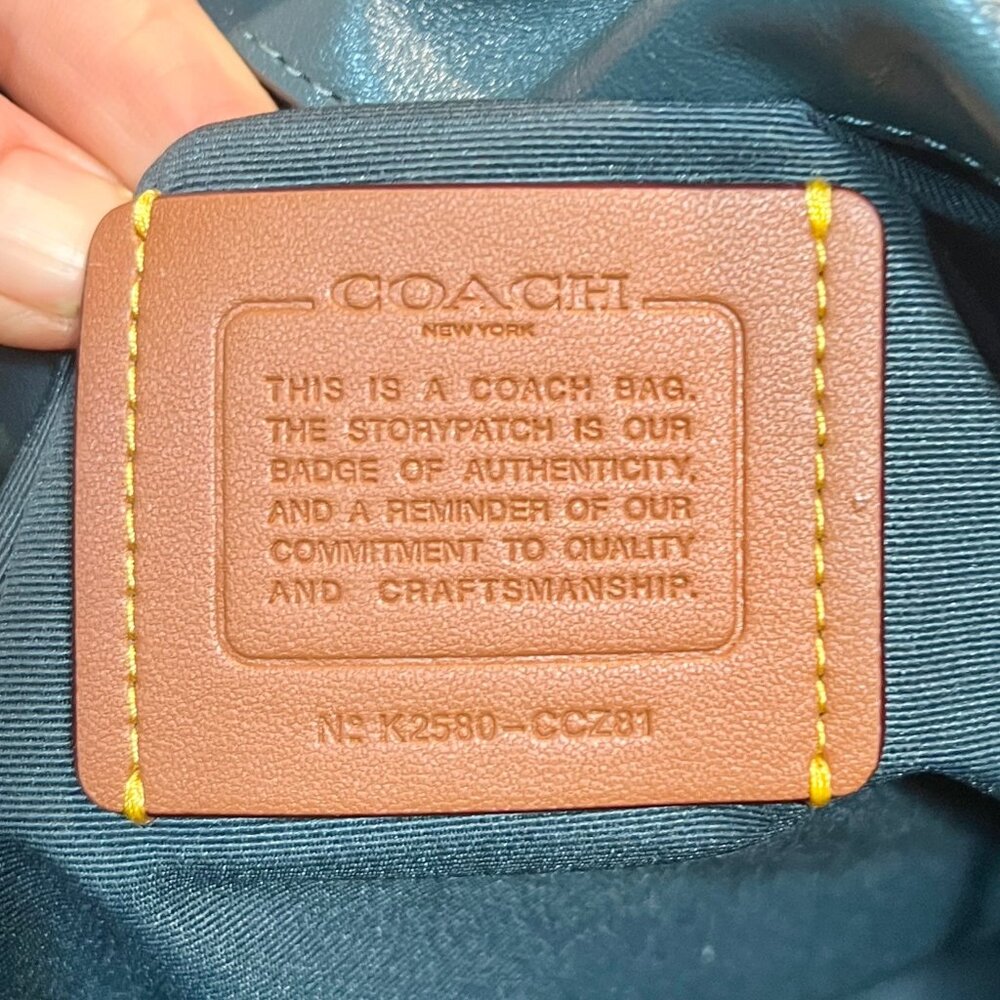 COACH
NEW YORK
THIS IS A COACH BAG.
THE STORYPATCH IS OUR
BADGE OF AUTHENTICITY,
AND A REMINDER OF OUR
COMMITMENT TO QUALITY
AND CRAFTSMANSHIP.
Nº K2580-CCZ81